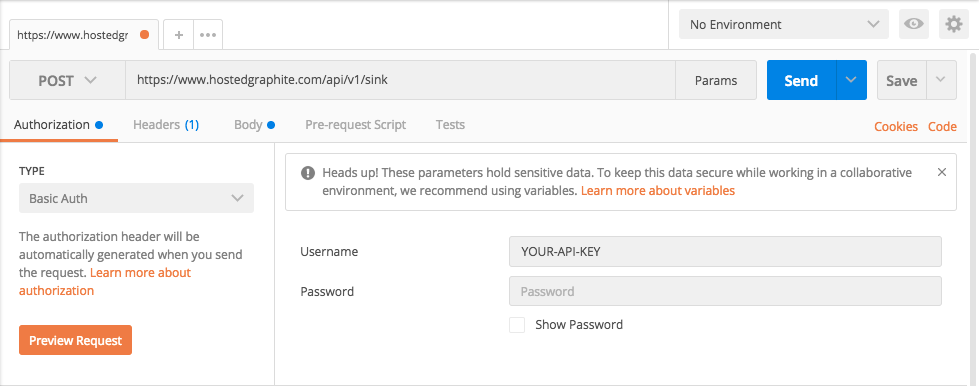 https://www.hostedgr
+
•••
No Environment
POST
https://www.hostedgraphite.com/api/v1/sink
Params
Send
Save
Authorization
Headers (1)
Body
Pre-request Script
Tests
Cookies
Code
TYPE
Basic Auth
The authorization header will be
automatically generated when you send
the request. Learn more about
authorization
Preview Request
Heads up! These parameters hold sensitive data. To keep this data secure while working in a collaborative
environment, we recommend using variables. Learn more about variables
Username
YOUR-API-KEY
Password
Password
Show Password